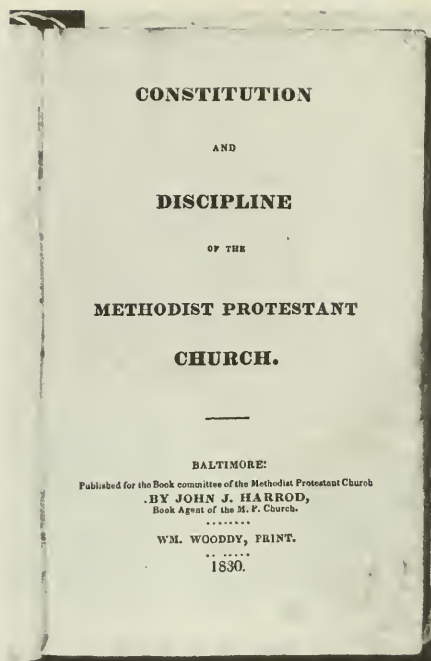 CONSTITUTION
AND
DISCIPLINE
OF THE
METHODIST PROTESTANT
CHURCH.
BALTIMORE:
Published for the Book committee of the Methodist Protestant Church
BY JOHN J. HARROD,
Book Agent of the M. P. Church.
WM. WOODDY, PRINT.
1830.